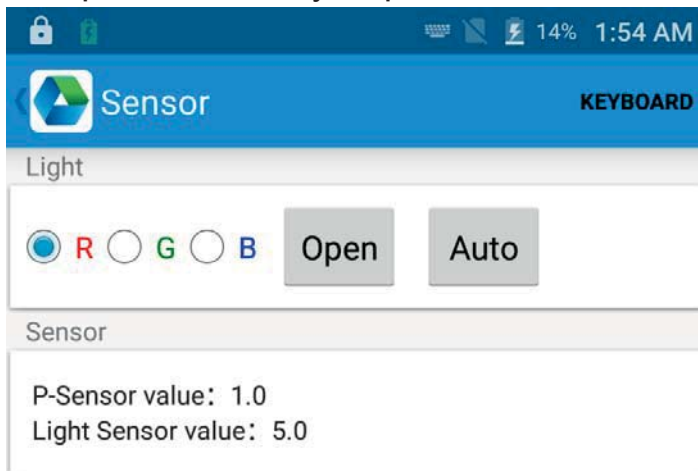 14% 1:54 AM
Sensor KEYBOARD
Light
R G B Open Auto
Sensor
P-Sensor value: 1.0
Light Sensor value: 5.0